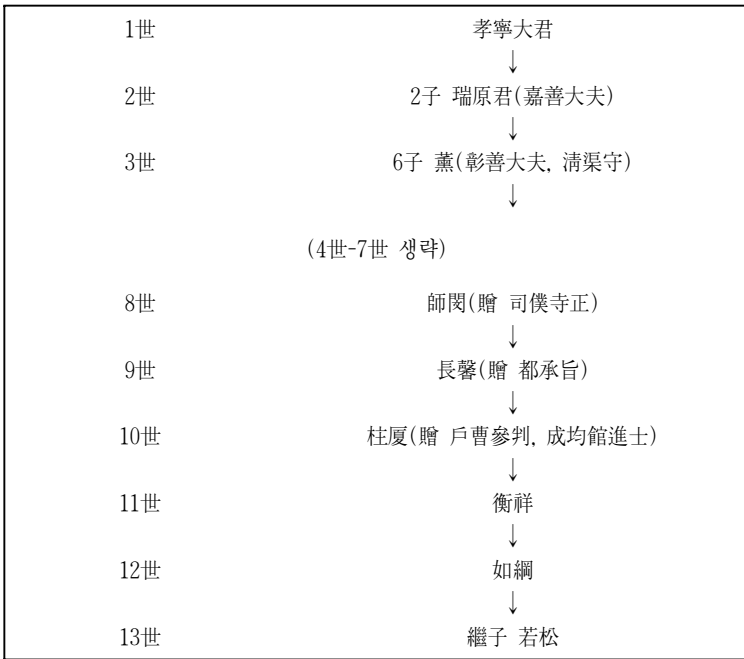 1世 孝寧大君
↓
2世 2子 瑞原君(嘉善大夫)
↓
3世 6子 薰(彰善大夫, 淸渠守)
↓
(4世-7世 생략)
8世 師閔(贈 司僕寺正)
↓
9世 長馨(贈 都承旨)
↓
10世 柱厦(贈 戶曹參判, 成均館進士)
↓
11世 衡祥
↓
12世 如綱
↓
13世 繼子 若松